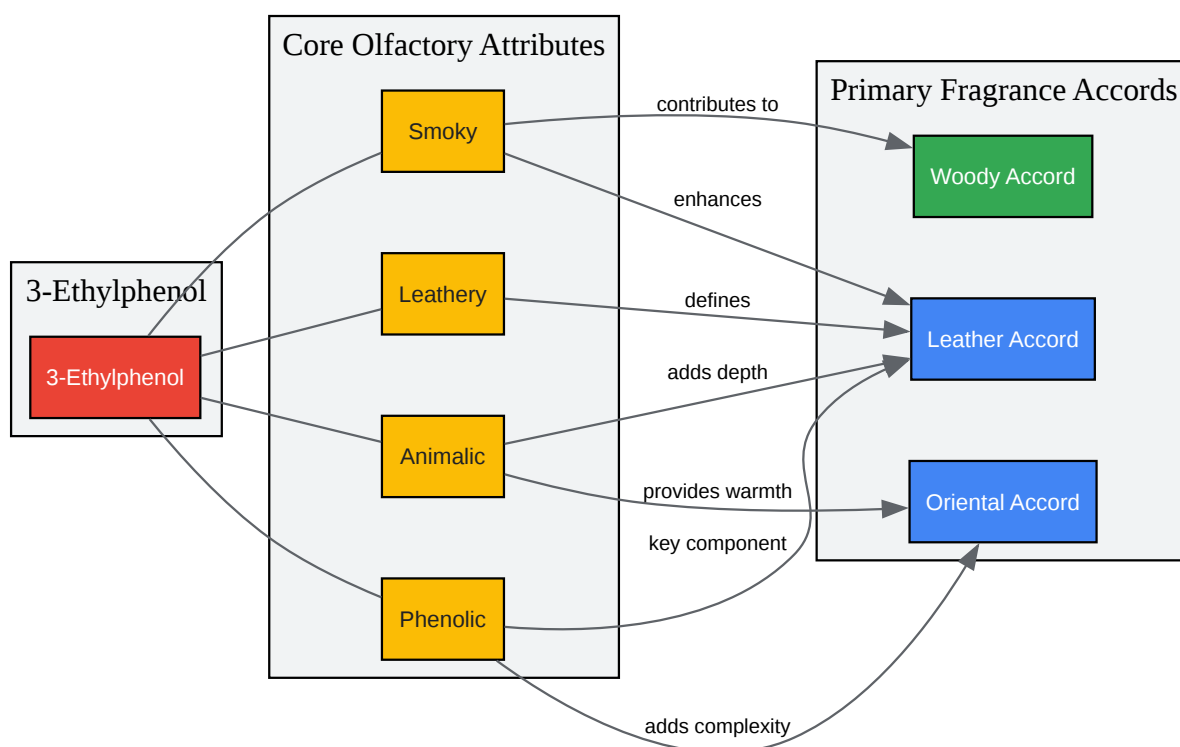 Core Olfactory Attributes
Primary Fragrance Accords
Smoky
contributes to
Woody Accord
enhances
3-Ethylphenol
Leathery
defines
Leather Accord
3-Ethylphenol
adds depth
Animalic
provides warmth
Oriental Accord
key component
Phenolic
adds complexity